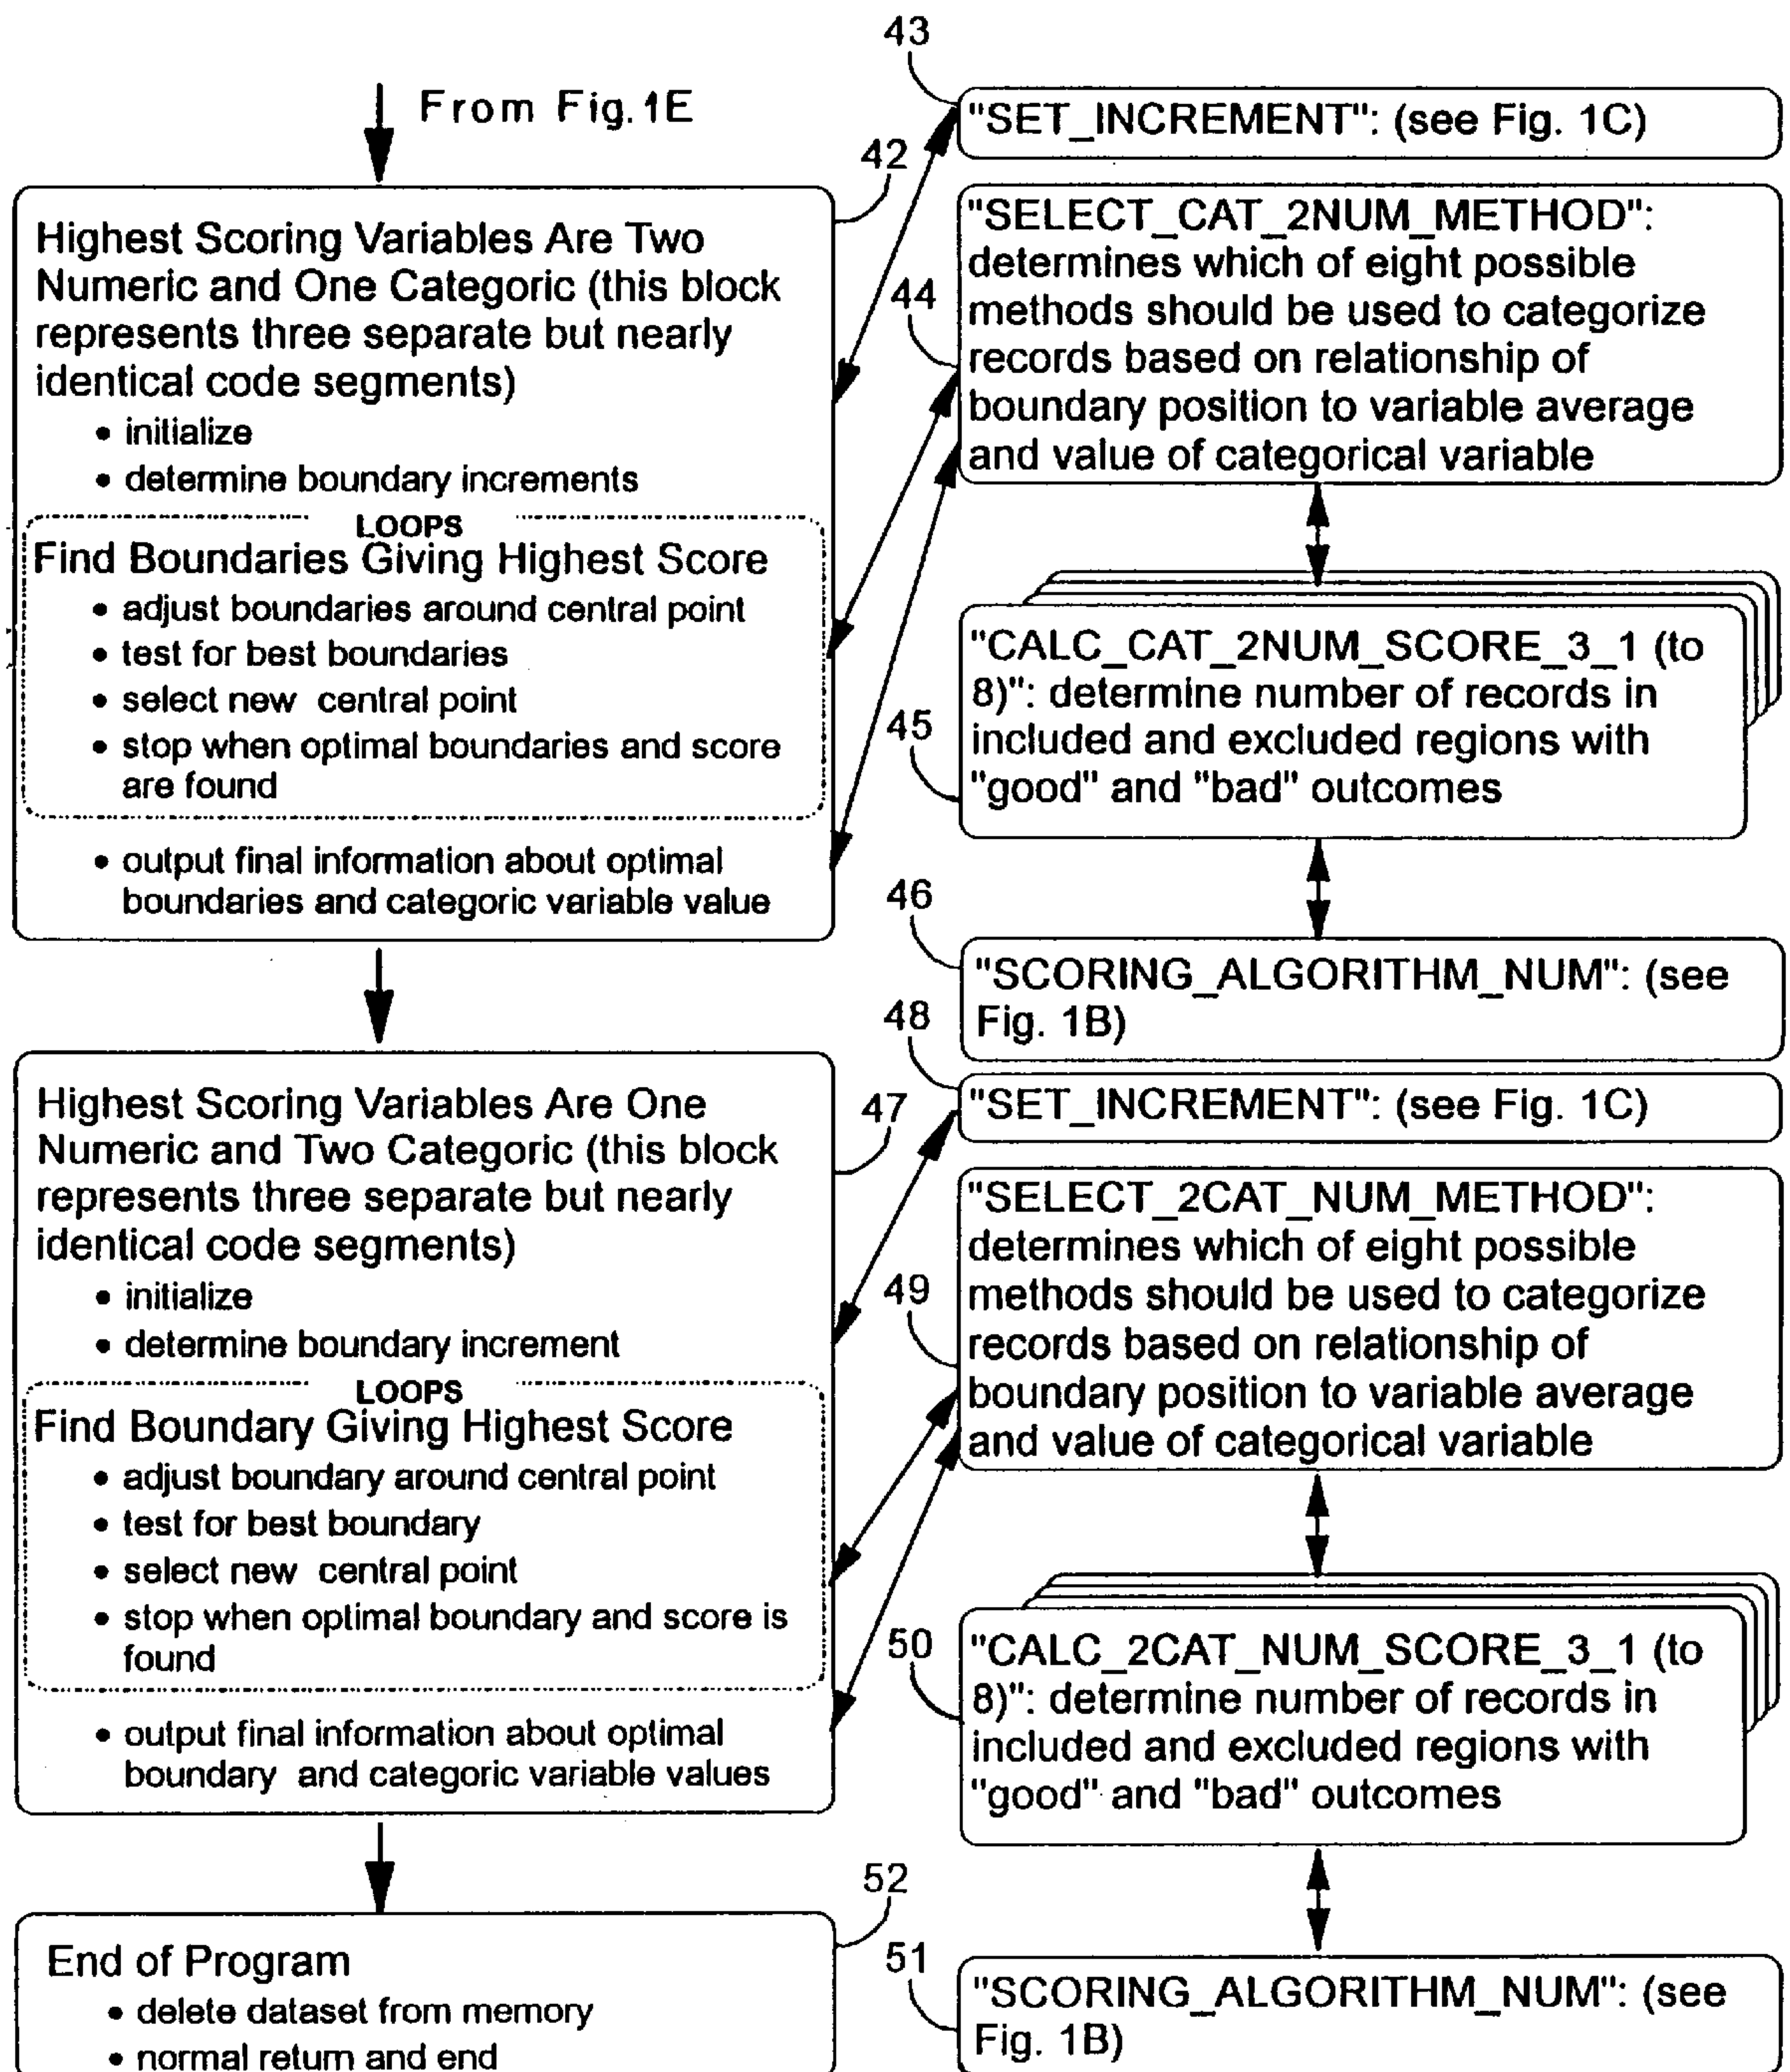 From Fig.1E
42
Highest Scoring Variables Are Two
Numeric and One Categoric (this block
represents three separate but nearly
identical code segments)
• initialize
• determine boundary increments
LOOPS
Find Boundaries Giving Highest Score
• adjust boundaries around central point
• test for best boundaries
• select new central point
• stop when optimal boundaries and score
are found
• output final information about optimal
boundaries and categoric variable value
43
"SET_INCREMENT": (see Fig. 1C)
44
"SELECT_CAT_2NUM_METHOD":
determines which of eight possible
methods should be used to categorize
records based on relationship of
boundary position to variable average
and value of categorical variable
45
"CALC_CAT_2NUM_SCORE_3_1 (to
8)": determine number of records in
included and excluded regions with
"good" and "bad" outcomes
46
"SCORING_ALGORITHM_NUM": (see
Fig. 1B)
47
Highest Scoring Variables Are One
Numeric and Two Categoric (this block
represents three separate but nearly
identical code segments)
• initialize
• determine boundary increment
LOOPS
Find Boundary Giving Highest Score
• adjust boundary around central point
• test for best boundary
• select new central point
• stop when optimal boundary and score is
found
• output final information about optimal
boundary and categoric variable values
48
"SET_INCREMENT": (see Fig. 1C)
49
"SELECT_2CAT_NUM_METHOD":
determines which of eight possible
methods should be used to categorize
records based on relationship of
boundary position to variable average
and value of categorical variable
50
"CALC_2CAT_NUM_SCORE_3_1 (to
8)": determine number of records in
included and excluded regions with
"good" and "bad" outcomes
51
"SCORING_ALGORITHM_NUM": (see
Fig. 1B)
52
End of Program
• delete dataset from memory
• normal return and end